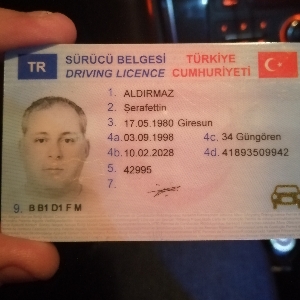 TR
SÜRÜCÜ BELGESİ TÜRKİYE
DRIVING LICENCE CUMHURİYETİ
1. ALDIRMAZ
2. Şerafettin
3. 17.05.1980 Giresun
4a. 03.09.1998 4c. 34 Güngören
4b. 10.02.2028 4d. 41893509942
5. 42995
7.
9. B B1 D1 F M